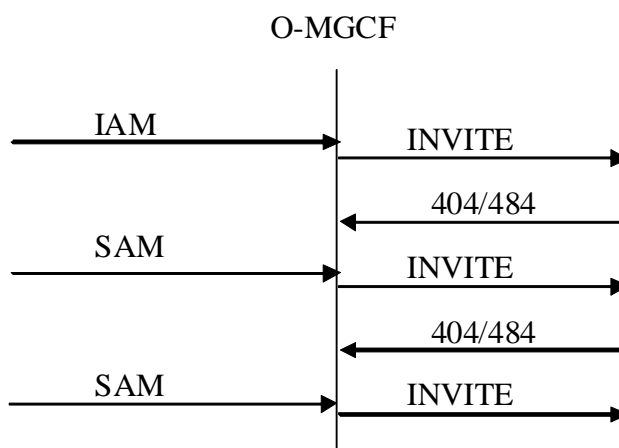 O-MGCF
IAM
INVITE
404/484
SAM
INVITE
404/484
SAM
INVITE